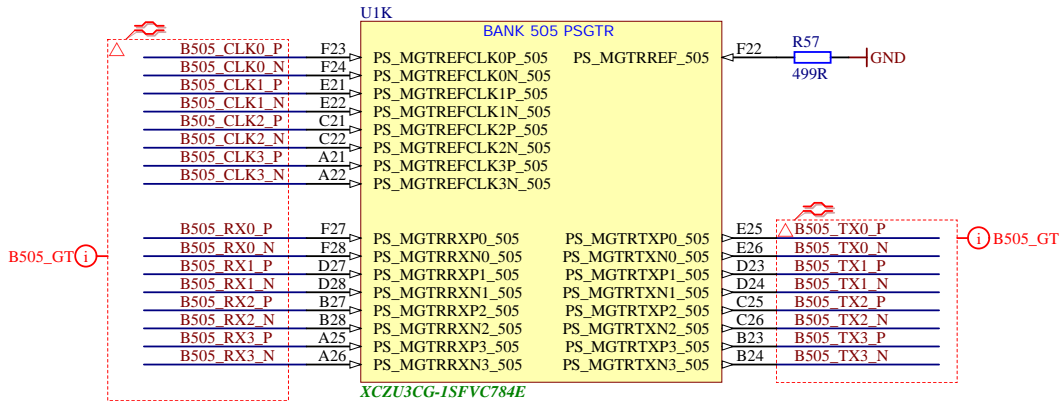 U1K
BANK 505 PSGTR
B505_CLK0_P F23 PS_MGTREFCLK0P_505 PS_MGTRREF_505 F22 R57 499R GND
B505_CLK0_N F24 PS_MGTREFCLK0N_505
B505_CLK1_P E21 PS_MGTREFCLK1P_505
B505_CLK1_N E22 PS_MGTREFCLK1N_505
B505_CLK2_P C21 PS_MGTREFCLK2P_505
B505_CLK2_N C22 PS_MGTREFCLK2N_505
B505_CLK3_P A21 PS_MGTREFCLK3P_505
B505_CLK3_N A22 PS_MGTREFCLK3N_505
B505_RX0_P F27 PS_MGTRRXP0_505 PS_MGTRTXP0_505 E25 B505_TX0_P
B505_GT i B505_RX0_N F28 PS_MGTRRXN0_505 PS_MGTRTXN0_505 E26 B505_TX0_N i B505_GT
B505_RX1_P D27 PS_MGTRRXP1_505 PS_MGTRTXP1_505 D23 B505_TX1_P
B505_RX1_N D28 PS_MGTRRXN1_505 PS_MGTRTXN1_505 D24 B505_TX1_N
B505_RX2_P B27 PS_MGTRRXP2_505 PS_MGTRTXP2_505 C25 B505_TX2_P
B505_RX2_N B28 PS_MGTRRXN2_505 PS_MGTRTXN2_505 C26 B505_TX2_N
B505_RX3_P A25 PS_MGTRRXP3_505 PS_MGTRTXP3_505 B23 B505_TX3_P
B505_RX3_N A26 PS_MGTRRXN3_505 PS_MGTRTXN3_505 B24 B505_TX3_N
XCZU3CG-1SFVC784E